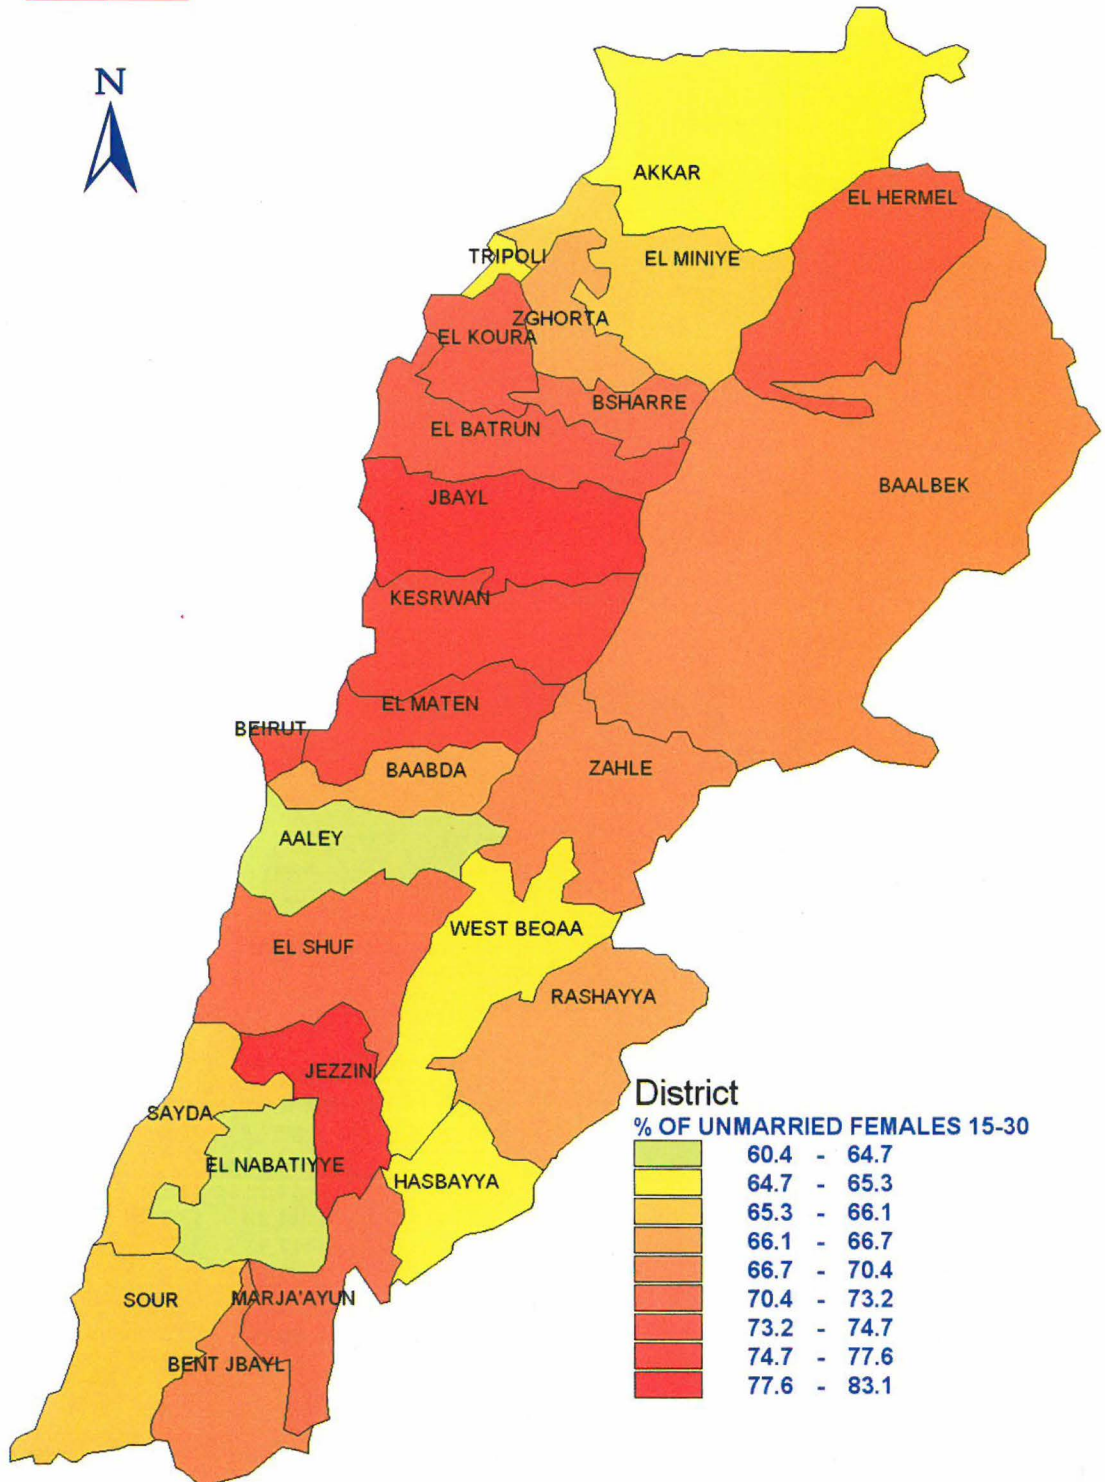 N
AKKAR
EL HERMEL
TRIPOLI
EL MINIYE
ZGHORTA
EL KOURA
BSHARRE
EL BATRUN
BAALBEK
JBAYL
KESRWAN
EL MATEN
BEIRUT
BAABDA
ZAHLE
AALEY
WEST BEQAA
EL SHUF
RASHAYYA
JEZZIN
SAYDA
EL NABATIYYE
HASBAYYA
SOUR
MARJA'AYUN
BENT JBAYL
District
% OF UNMARRIED FEMALES 15-30
60.4 - 64.7
64.7 - 65.3
65.3 - 66.1
66.1 - 66.7
66.7 - 70.4
70.4 - 73.2
73.2 - 74.7
74.7 - 77.6
77.6 - 83.1